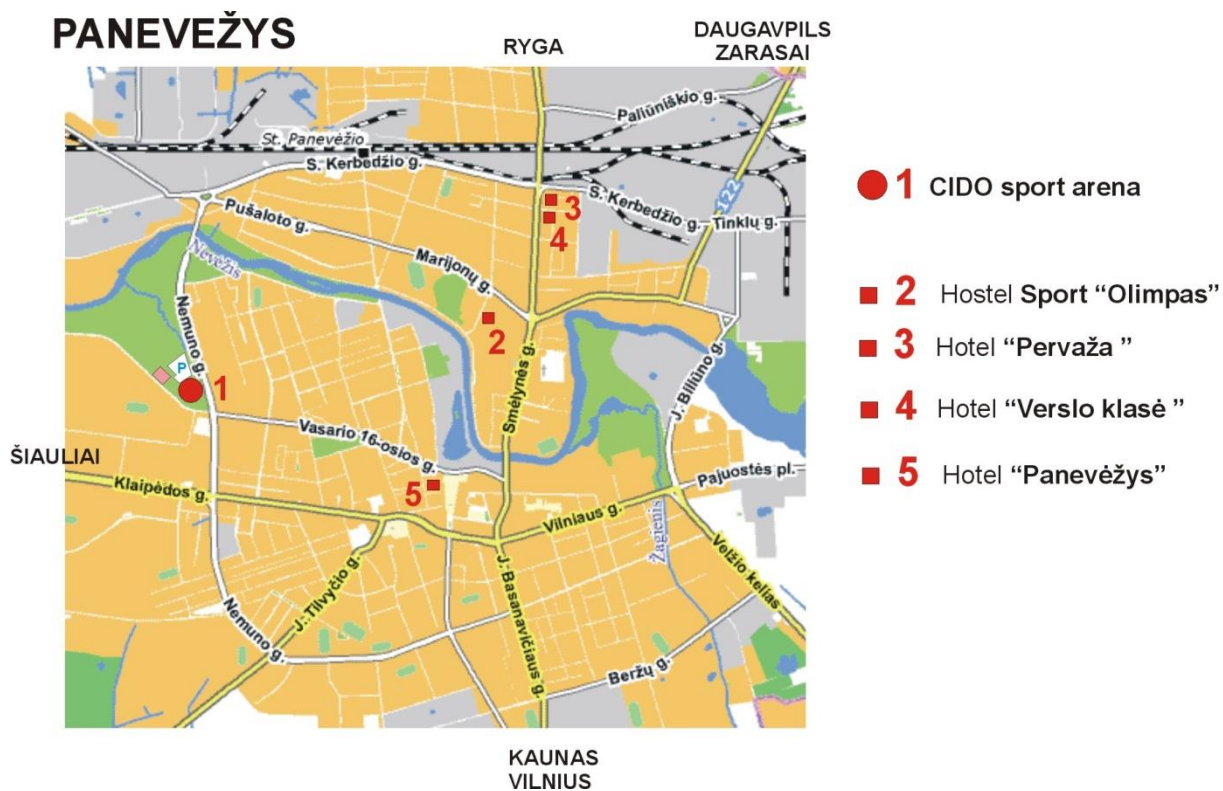 PANEVEŽYS
RYGA
DAUGAVPILS
ZARASAI
Paliūniškio g.
St. Panevėžio
S. Kerbedžio g.
S. Kerbedžio g.
Tinklų g.
122
Pušaloto g.
Marijonų g.
Nevėžis
Nemuno g.
Smėlynės g.
J. Biliūno g.
P
1
2
3
4
5
Vasario 16-osios g.
ŠIAULIAI
Klaipėdos g.
Pajuostės pl.
Vilniaus g.
Žagienis
Velžio kelias
J. Tilvyčio g.
Nemuno g.
J. Basanavičiaus g.
Beržų g.
KAUNAS
VILNIUS
1 CIDO sport arena
2 Hostel Sport “Olimpas”
3 Hotel “Pervaža ”
4 Hotel “Verslo klasė ”
5 Hotel “Panevėžys”